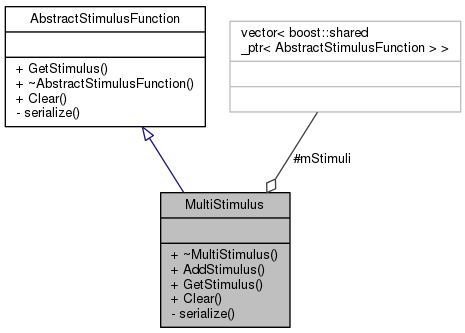 AbstractStimulusFunction
+ GetStimulus()
+ ~AbstractStimulusFunction()
+ Clear()
- serialize()
vector< boost::shared
_ptr< AbstractStimulusFunction > >
#mStimuli
MultiStimulus
+ ~MultiStimulus()
+ AddStimulus()
+ GetStimulus()
+ Clear()
- serialize()